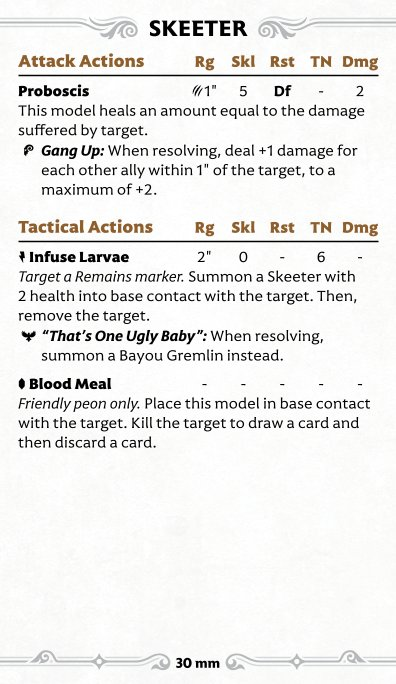 SKEETER
Attack Actions Rg Skl Rst TN Dmg
Proboscis 1" 5 Df - 2
This model heals an amount equal to the damage
suffered by target.
Gang Up: When resolving, deal +1 damage for
each other ally within 1" of the target, to a
maximum of +2.
Tactical Actions Rg Skl Rst TN Dmg
Infuse Larvae 2" 0 - 6 -
Target a Remains marker. Summon a Skeeter with
2 health into base contact with the target. Then,
remove the target.
“That’s One Ugly Baby”: When resolving,
summon a Bayou Gremlin instead.
Blood Meal - - - - -
Friendly peon only. Place this model in base contact
with the target. Kill the target to draw a card and
then discard a card.
30 mm